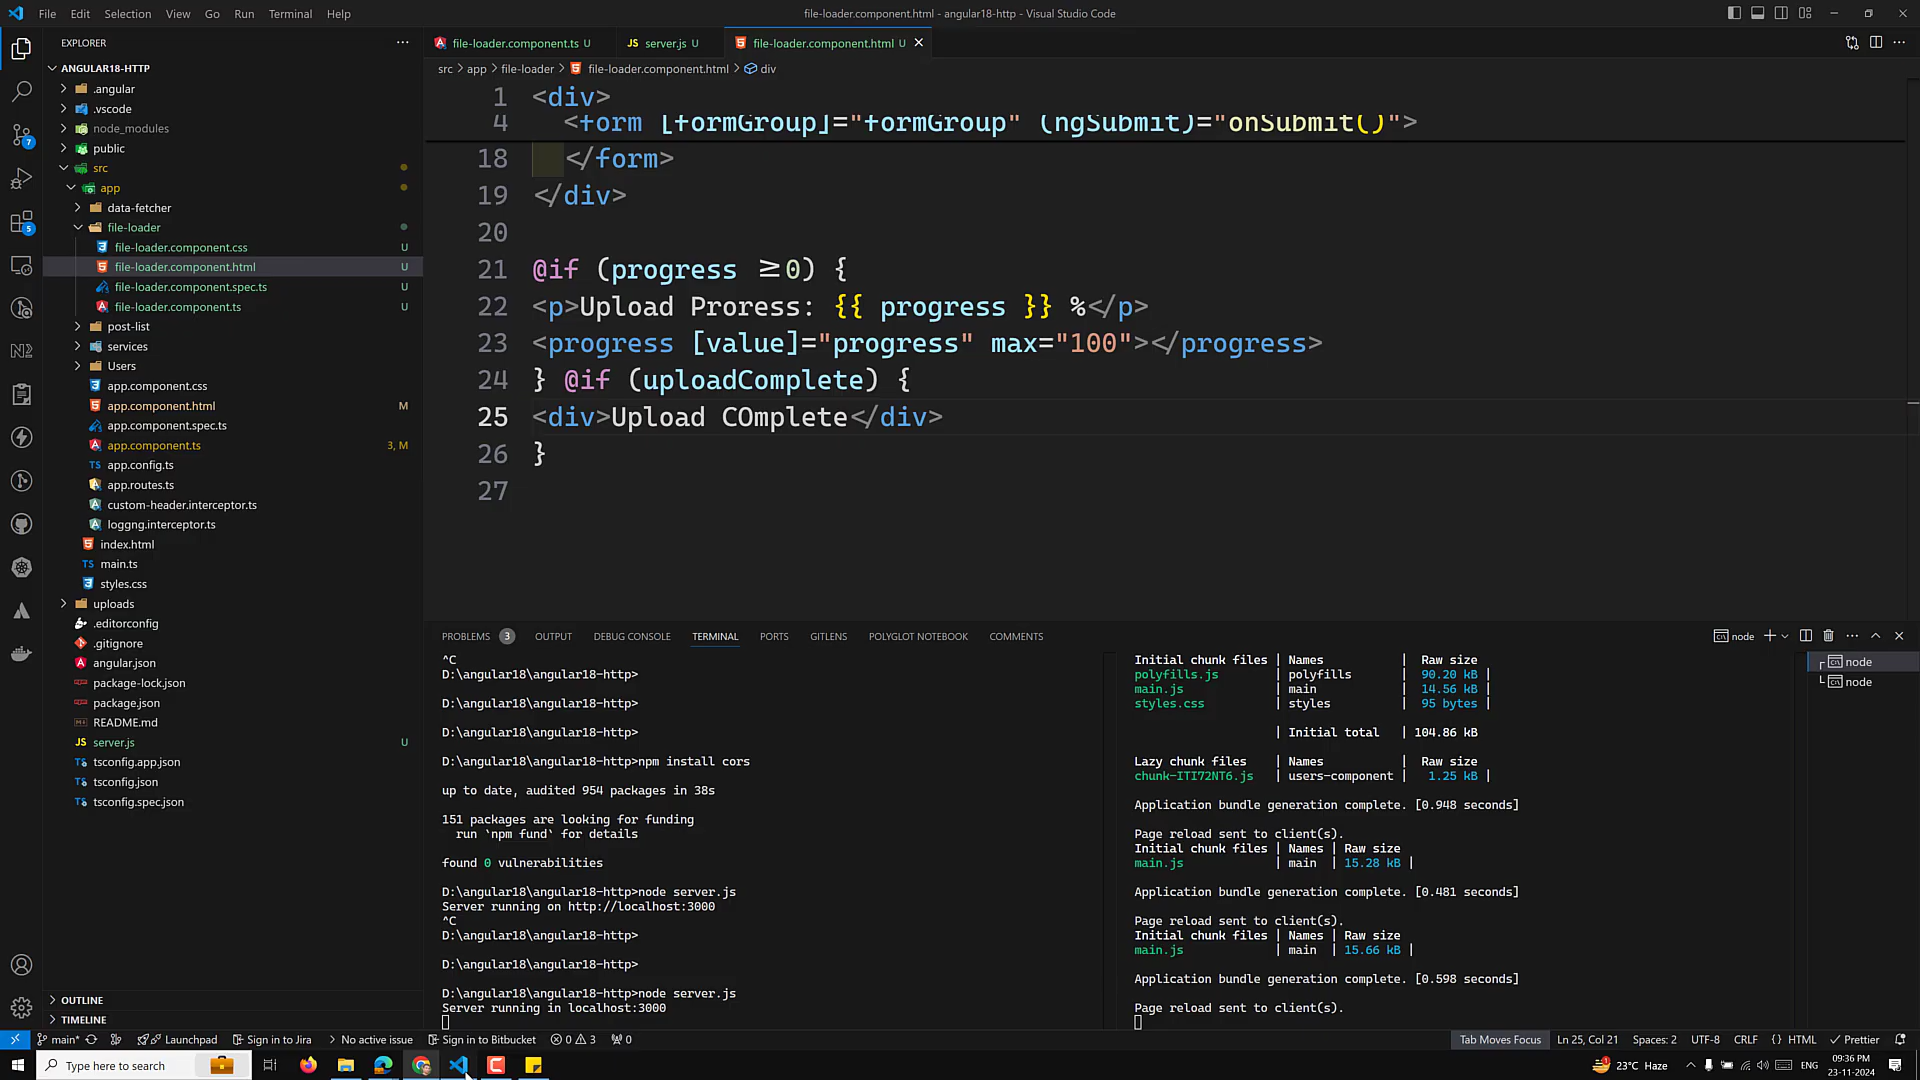 File Edit Selection View Go Run Terminal Help
file-loader.component.html - angular18-http - Visual Studio Code
EXPLORER
ANGULAR18-HTTP
.angular
.vscode
node_modules
public
src
app
data-fetcher
file-loader
file-loader.component.css U
file-loader.component.html U
file-loader.component.spec.ts U
file-loader.component.ts U
post-list
services
Users
app.component.css
app.component.html M
app.component.spec.ts
app.component.ts 3, M
app.config.ts
app.routes.ts
custom-header.interceptor.ts
loggng.interceptor.ts
index.html
main.ts
styles.css
uploads
.editorconfig
.gitignore
angular.json
package-lock.json
package.json
README.md
server.js U
tsconfig.app.json
tsconfig.json
tsconfig.spec.json
OUTLINE
TIMELINE
7
5
file-loader.component.ts U
JS server.js U
file-loader.component.html U
src > app > file-loader > file-loader.component.html > div
1 <div>
4 <form [formGroup]="formGroup" (ngSubmit)="onSubmit()">
18 </form>
19 </div>
20
21 @if (progress >=0) {
22 <p>Upload Proress: {{ progress }} %</p>
23 <progress [value]="progress" max="100"></progress>
24 } @if (uploadComplete) {
25 <div>Upload COmplete</div>
26 }
27
PROBLEMS 3 OUTPUT DEBUG CONSOLE TERMINAL PORTS GITLENS POLYGLOT NOTEBOOK COMMENTS
node
^C
D:\angular18\angular18-http>
D:\angular18\angular18-http>
D:\angular18\angular18-http>
D:\angular18\angular18-http>npm install cors
up to date, audited 954 packages in 38s
151 packages are looking for funding
run `npm fund` for details
found 0 vulnerabilities
D:\angular18\angular18-http>node server.js
Server running on http://localhost:3000
^C
D:\angular18\angular18-http>
D:\angular18\angular18-http>
D:\angular18\angular18-http>node server.js
Server running in localhost:3000
Initial chunk files | Names | Raw size
polyfills.js | polyfills | 90.20 kB |
main.js | main | 14.56 kB |
styles.css | styles | 95 bytes |
| Initial total | 104.86 kB
Lazy chunk files | Names | Raw size
chunk-ITI72NT6.js | users-component | 1.25 kB |
Application bundle generation complete. [0.948 seconds]
Page reload sent to client(s).
Initial chunk files | Names | Raw size
main.js | main | 15.28 kB |
Application bundle generation complete. [0.481 seconds]
Page reload sent to client(s).
Initial chunk files | Names | Raw size
main.js | main | 15.66 kB |
Application bundle generation complete. [0.598 seconds]
Page reload sent to client(s).
node
node
main* Launchpad Sign in to Jira No active issue Sign in to Bitbucket 0 3 0
Tab Moves Focus Ln 25, Col 21 Spaces: 2 UTF-8 CRLF {} HTML Prettier
Type here to search
23°C Haze
ENG
09:36 PM
23-11-2024